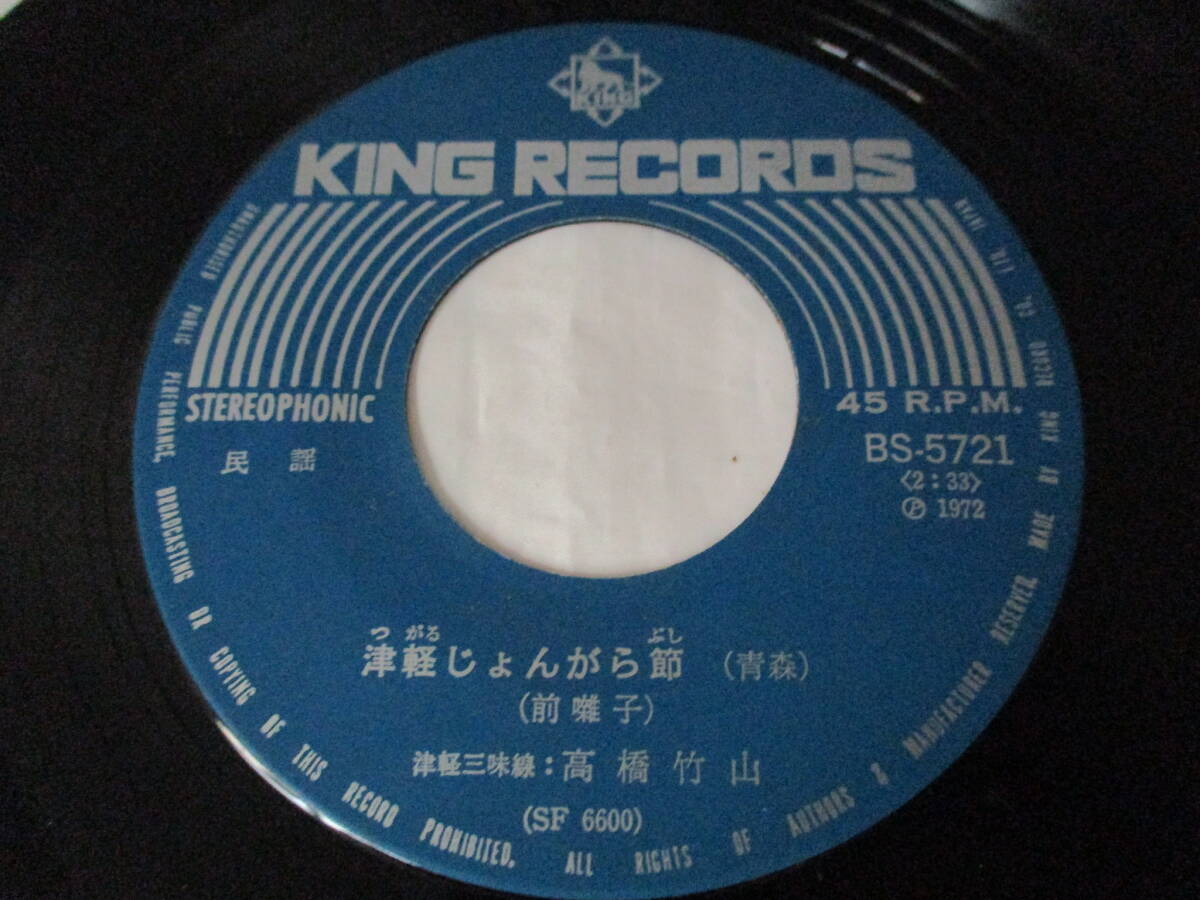 KING
KING RECORDS
STEREOPHONIC
45 R.P.M.
民謡
BS-5721
〈2:33〉
Ⓟ 1972
つ がる ぶし
津軽じょんがら節 (青森)
(前囃子)
津軽三味線:高橋竹山
(SF 6600)
UNAUTHORISED PUBLIC PERFORMANCE, BROADCASTING OR COPYING OF THIS RECORD PROHIBITED. ALL RIGHTS OF AUTHORS & MANUFACTURER RESERVED. MADE BY KING RECORD CO., LTD. JAPAN